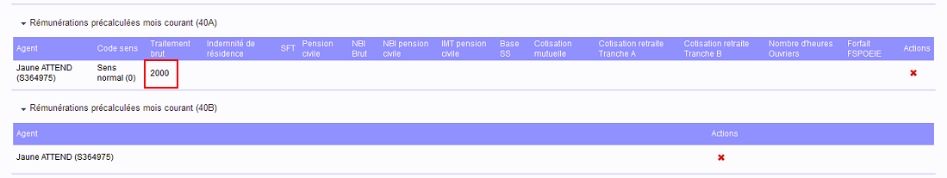 Rémunérations précalculées mois courant (40A)
Agent Code sens Traitement brut Indemnité de résidence SFT Pension civile NBI Brut NBI pension civile IMT pension civile Base SS Cotisation mutuelle Cotisation retraite Tranche A Cotisation retraite Tranche B Nombre d'heures Ouvriers Forfait FSPOEIE Actions
Jaune ATTEND (S364975) Sens normal (0) 2000
Rémunérations précalculées mois courant (40B)
Agent Actions
Jaune ATTEND (S364975)